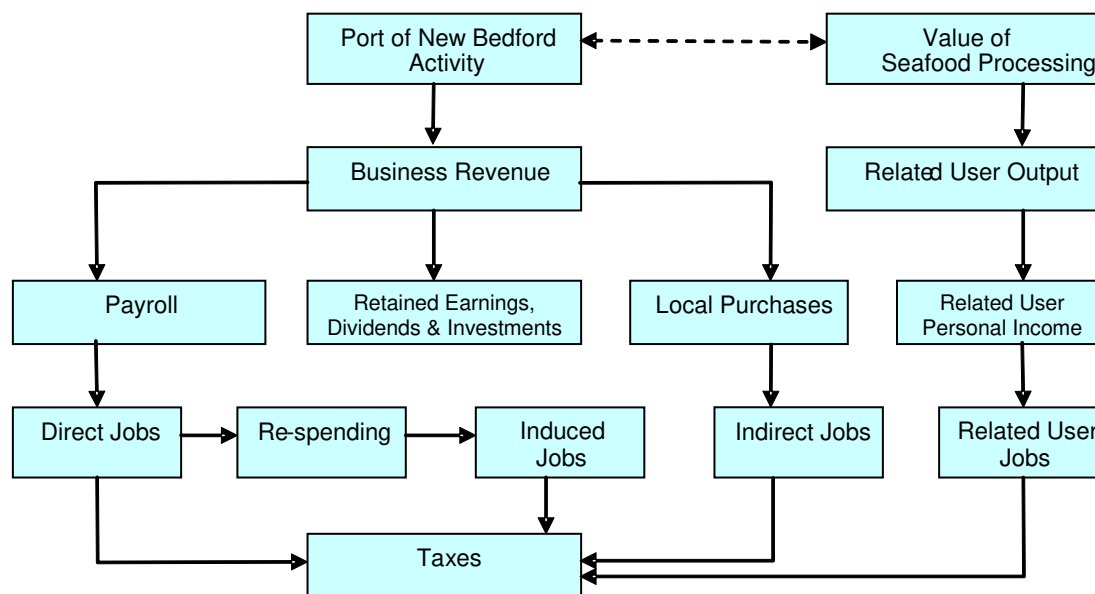 Port of New Bedford
Activity
Value of
Seafood Processing
Business Revenue
Related User Output
Payroll
Retained Earnings,
Dividends & Investments
Local Purchases
Related User
Personal Income
Direct Jobs
Re-spending
Induced
Jobs
Indirect Jobs
Related User
Jobs
Taxes